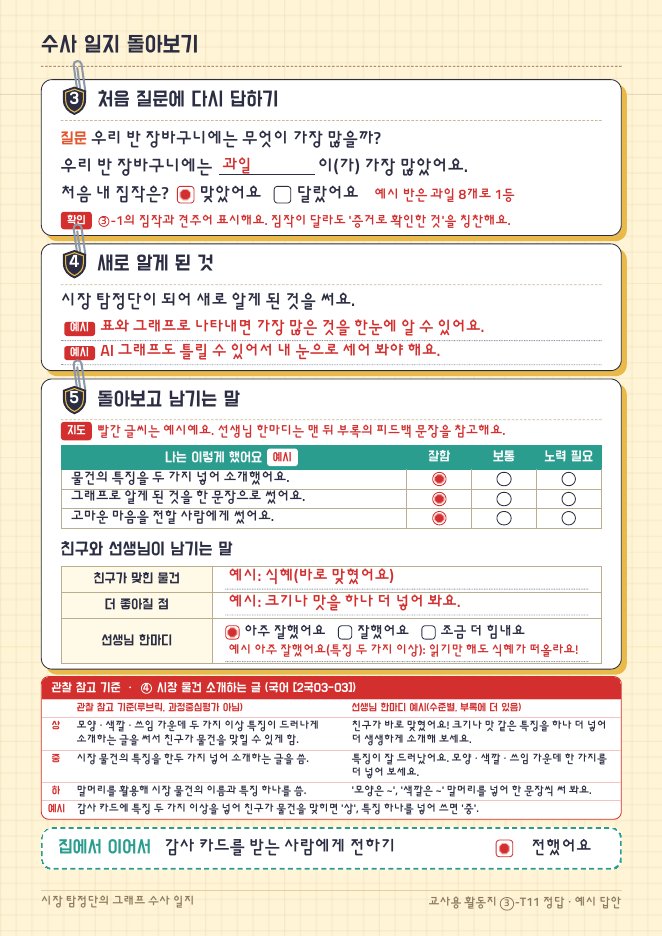 수사 일지 돌아보기
3 처음 질문에 다시 답하기
질문 우리 반 장바구니에는 무엇이 가장 많을까?
우리 반 장바구니에는 과일 이(가) 가장 많았어요.
처음 내 짐작은? 맞았어요 달랐어요 예시 반은 과일 8개로 1등
확인 ③-1의 짐작과 견주어 표시해요. 짐작이 달라도 '증거로 확인한 것'을 칭찬해요.
4 새로 알게 된 것
시장 탐정단이 되어 새로 알게 된 것을 써요.
예시 표와 그래프로 나타내면 가장 많은 것을 한눈에 알 수 있어요.
예시 AI 그래프도 틀릴 수 있어서 내 눈으로 세어 봐야 해요.
5 돌아보고 남기는 말
지도 빨간 글씨는 예시예요. 선생님 한마디는 맨 뒤 부록의 피드백 문장을 참고해요.
나는 이렇게 했어요 예시 잘함 보통 노력 필요
물건의 특징을 두 가지 넣어 소개했어요.
그래프로 알게 된 것을 한 문장으로 썼어요.
고마운 마음을 전할 사람에게 썼어요.
친구와 선생님이 남기는 말
친구가 맞힌 물건 예시: 식혜(바로 맞혔어요)
더 좋아질 점 예시: 크기나 맛을 하나 더 넣어 봐요.
선생님 한마디 아주 잘했어요 잘했어요 조금 더 힘내요
예시 아주 잘했어요(특징 두 가지 이상): 읽기만 해도 식혜가 떠올라요!
관찰 참고 기준 · ④ 시장 물건 소개하는 글 (국어 [2국03-03])
관찰 참고 기준(루브릭, 과정중심평가 아님) 선생님 한마디 예시(수준별, 부록에 더 있음)
상 모양·색깔·쓰임 가운데 두 가지 이상 특징이 드러나게 친구가 바로 맞혔어요! 크기나 맛 같은 특징을 하나 더 넣어
소개하는 글을 써서 친구가 물건을 맞힐 수 있게 함. 더 생생하게 소개해 보세요.
중 시장 물건의 특징을 한두 가지 넣어 소개하는 글을 씀. 특징이 잘 드러났어요. 모양·색깔·쓰임 가운데 한 가지를
더 넣어 보세요.
하 말머리를 활용해 시장 물건의 이름과 특징 하나를 씀. '모양은 ~', '색깔은 ~' 말머리를 넣어 한 문장씩 써 봐요.
예시 감사 카드에 특징 두 가지 이상을 넣어 친구가 물건을 맞히면 '상', 특징 하나를 넣어 쓰면 '중'.
집에서 이어서 감사 카드를 받는 사람에게 전하기 전했어요
시장 탐정단의 그래프 수사 일지 교사용 활동지 ③-T11 정답·예시 답안